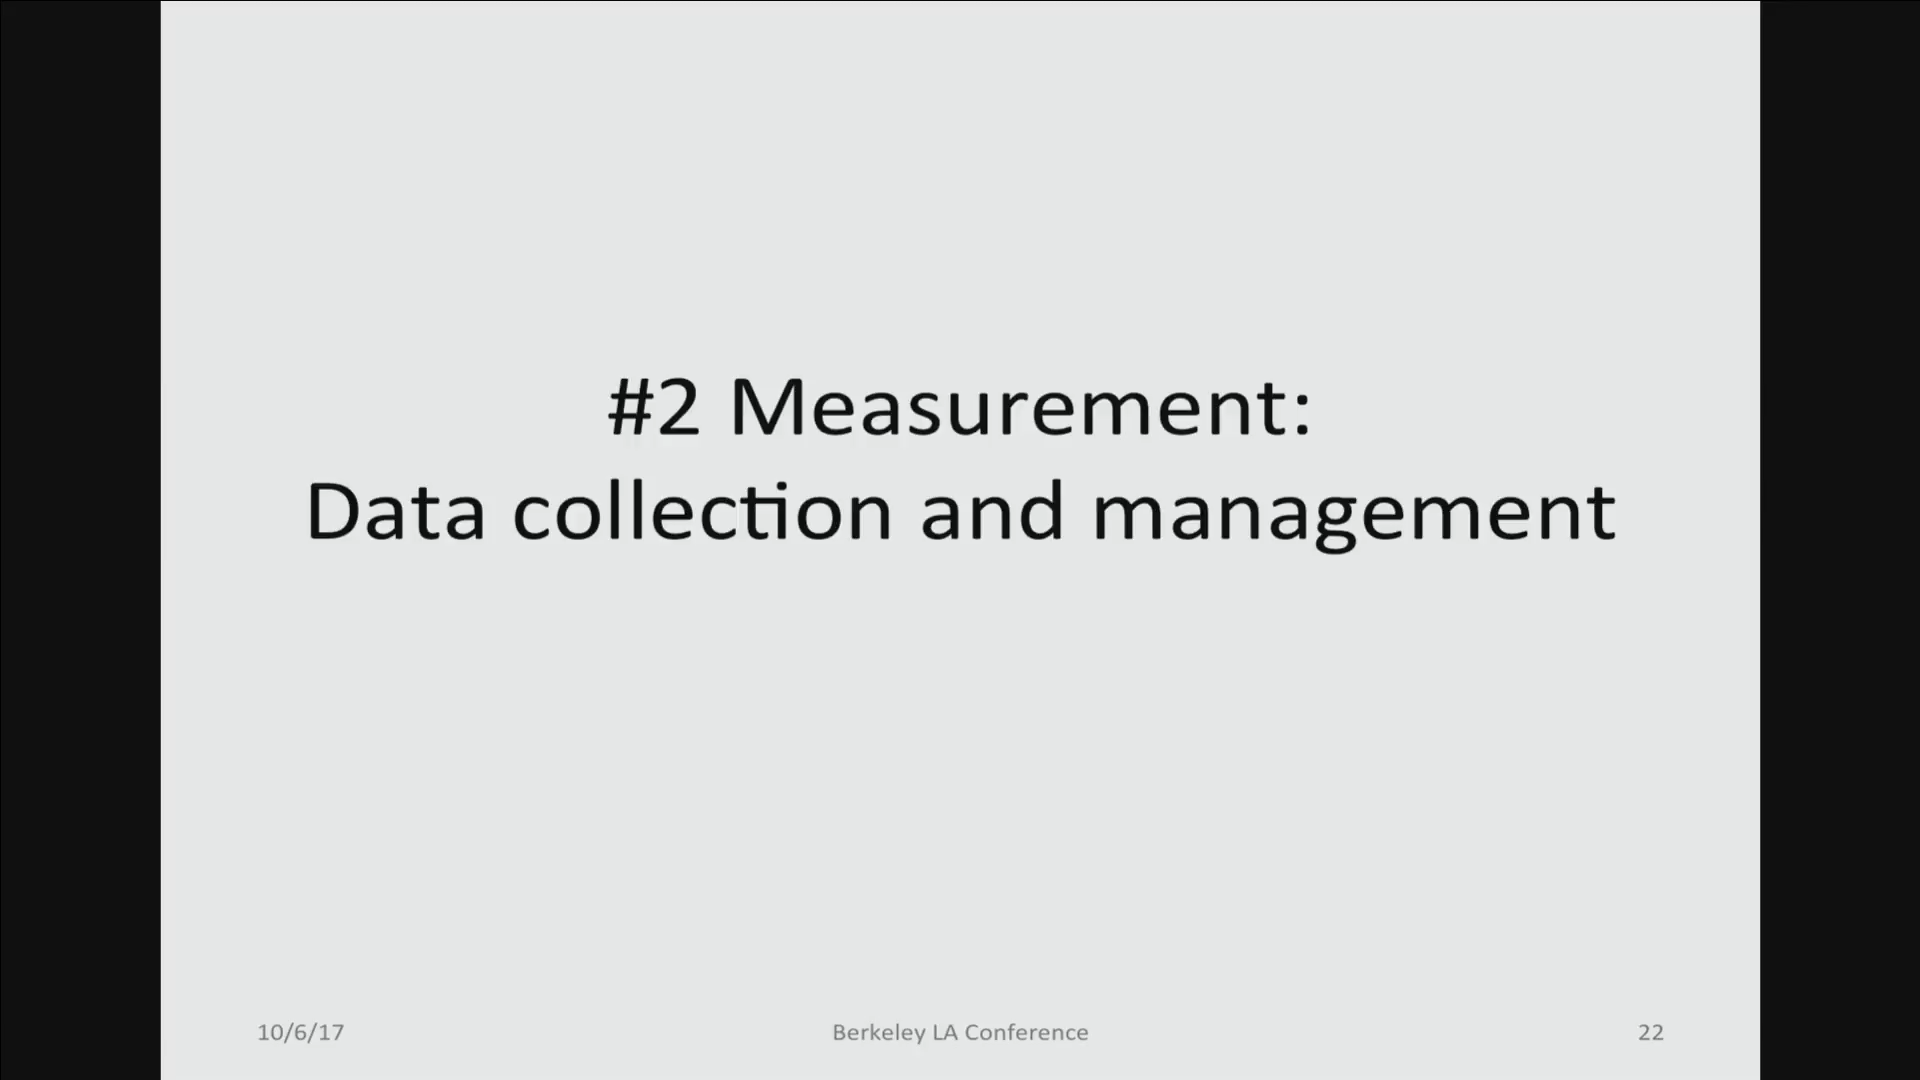 #2 Measurement:
Data collection and management
10/6/17
Berkeley LA Conference
22